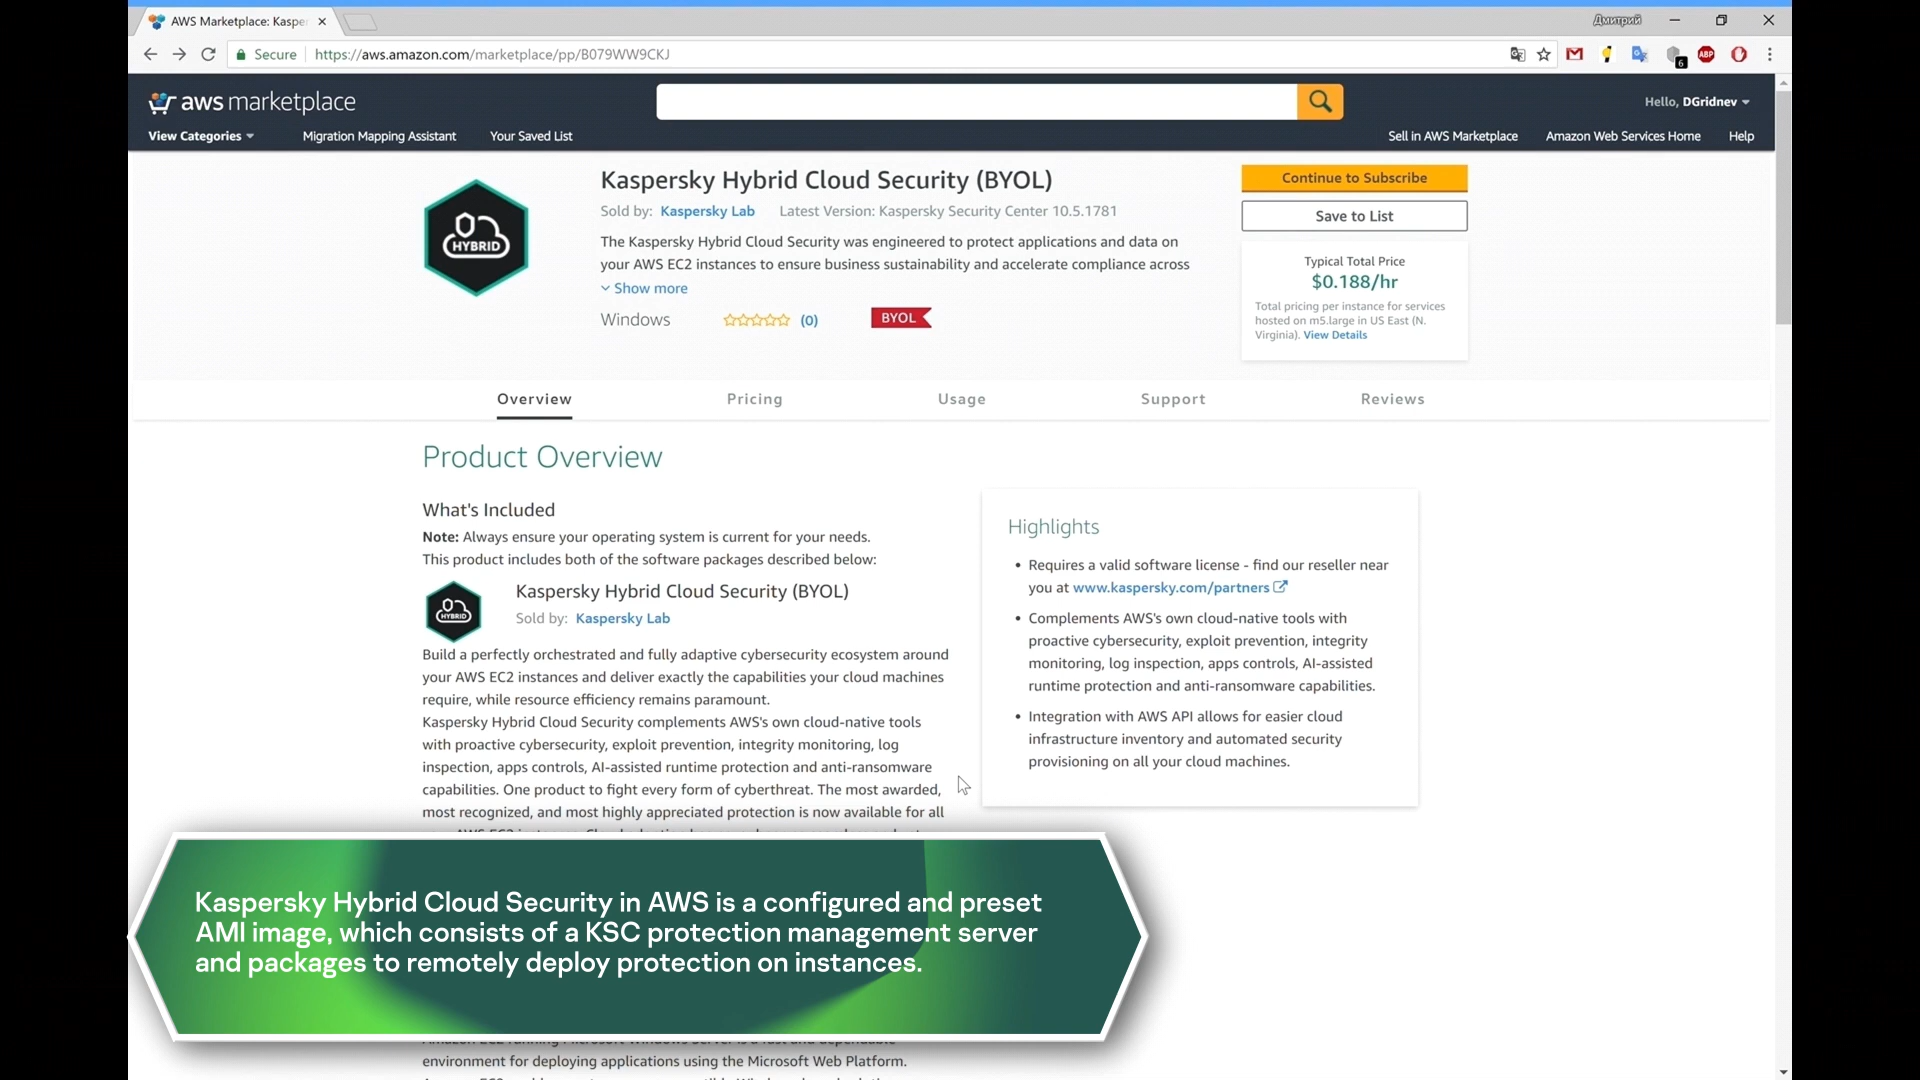 AWS Marketplace: Kaspe
Дмитрий
Secure
https://aws.amazon.com/marketplace/pp/B079WW9CKJ
6
ABP
aws marketplace
Hello, DGridnev
View Categories
Migration Mapping Assistant
Your Saved List
Sell in AWS Marketplace
Amazon Web Services Home
Help
HYBRID
Kaspersky Hybrid Cloud Security (BYOL)
Sold by: Kaspersky Lab
Latest Version: Kaspersky Security Center 10.5.1781
The Kaspersky Hybrid Cloud Security was engineered to protect applications and data on
your AWS EC2 instances to ensure business sustainability and accelerate compliance across
Show more
Windows
(0)
BYOL
Continue to Subscribe
Save to List
Typical Total Price
$0.188/hr
Total pricing per instance for services
hosted on m5.large in US East (N.
Virginia). View Details
Overview
Pricing
Usage
Support
Reviews
Product Overview
What's Included
Note: Always ensure your operating system is current for your needs.
This product includes both of the software packages described below:
HYBRID
Kaspersky Hybrid Cloud Security (BYOL)
Sold by: Kaspersky Lab
Build a perfectly orchestrated and fully adaptive cybersecurity ecosystem around
your AWS EC2 instances and deliver exactly the capabilities your cloud machines
require, while resource efficiency remains paramount.
Kaspersky Hybrid Cloud Security complements AWS's own cloud-native tools
with proactive cybersecurity, exploit prevention, integrity monitoring, log
inspection, apps controls, AI-assisted runtime protection and anti-ransomware
capabilities. One product to fight every form of cyberthreat. The most awarded,
most recognized, and most highly appreciated protection is now available for all
Highlights
• Requires a valid software license - find our reseller near
you at www.kaspersky.com/partners
• Complements AWS's own cloud-native tools with
proactive cybersecurity, exploit prevention, integrity
monitoring, log inspection, apps controls, AI-assisted
runtime protection and anti-ransomware capabilities.
• Integration with AWS API allows for easier cloud
infrastructure inventory and automated security
provisioning on all your cloud machines.
Kaspersky Hybrid Cloud Security in AWS is a configured and preset
AMI image, which consists of a KSC protection management server
and packages to remotely deploy protection on instances.
Amazon EC2 running Microsoft Windows Server is a fast and dependable
environment for deploying applications using the Microsoft Web Platform.